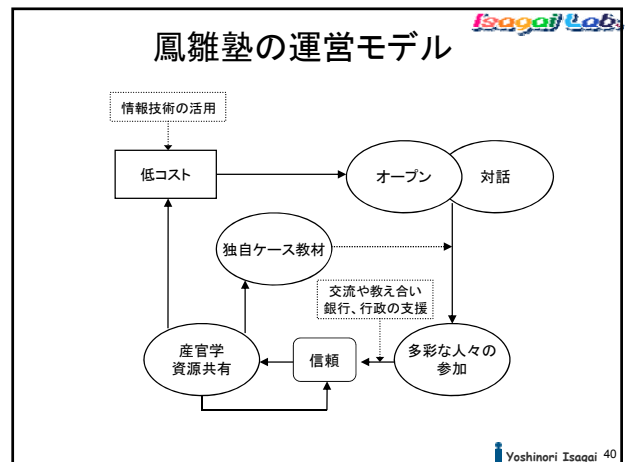 Isagai Lab.
鳳雛塾の運営モデル
情報技術の活用
低コスト
オープン
対話
独自ケース教材
交流や教え合い
銀行、行政の支援
産官学
資源共有
信頼
多彩な人々の
参加
Yoshinori Isagai 40